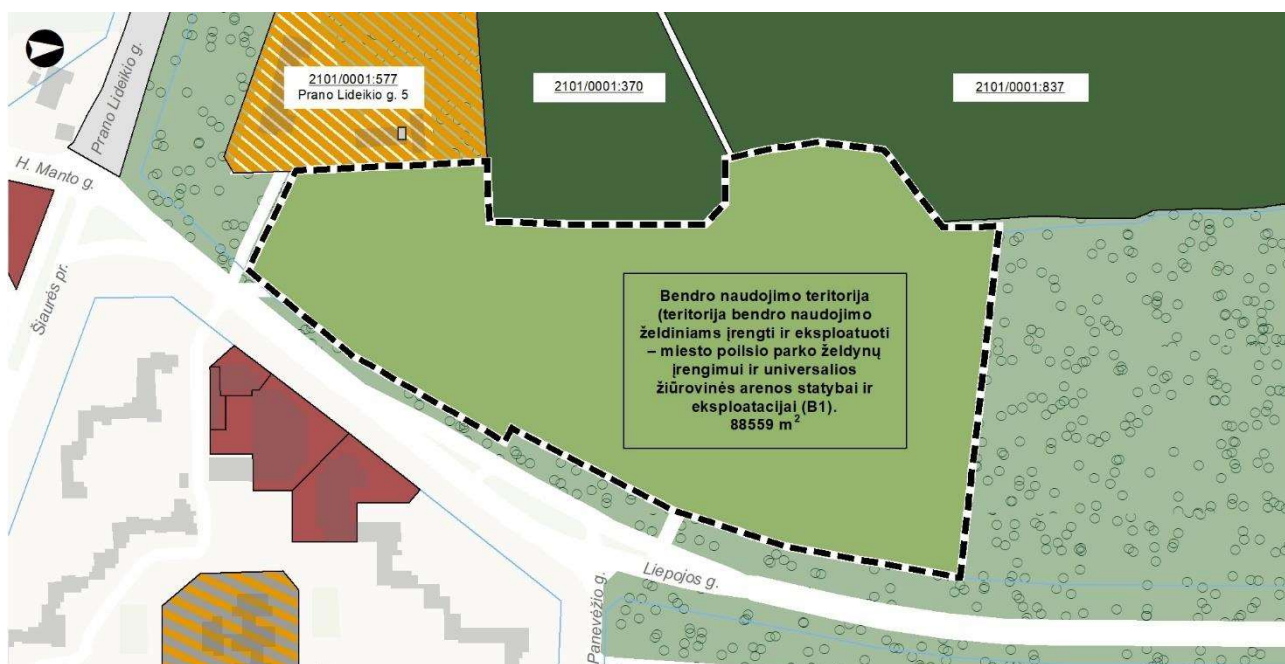 2101/0001:577
Prano Lideikio g. 5
2101/0001:370
2101/0001:837
Prano Lideikio g.
H. Manto g.
Šiaurės pr.
Bendro naudojimo teritorija
(teritorija bendro naudojimo
želdiniams įrengti ir eksploatuoti
– miesto poilsio parko želdynų
įrengimui ir universalios
žiūrovinės arenos statybai ir
eksploatacijai (B1).
88559 m²
Liepojos g.
Panevėžio g.